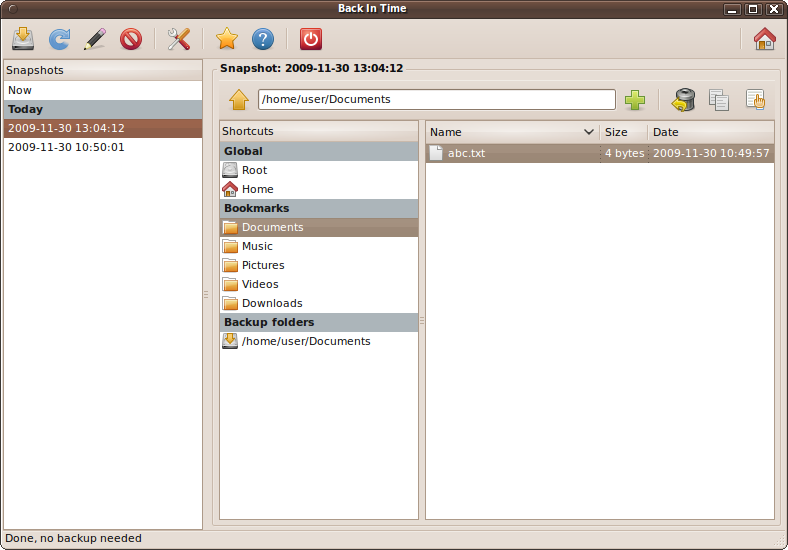 Back In Time
Snapshots
Now
Today
2009-11-30 13:04:12
2009-11-30 10:50:01
Snapshot: 2009-11-30 13:04:12
/home/user/Documents
Shortcuts
Global
Root
Home
Bookmarks
Documents
Music
Pictures
Videos
Downloads
Backup folders
/home/user/Documents
Name Size Date
abc.txt 4 bytes 2009-11-30 10:49:57
Done, no backup needed